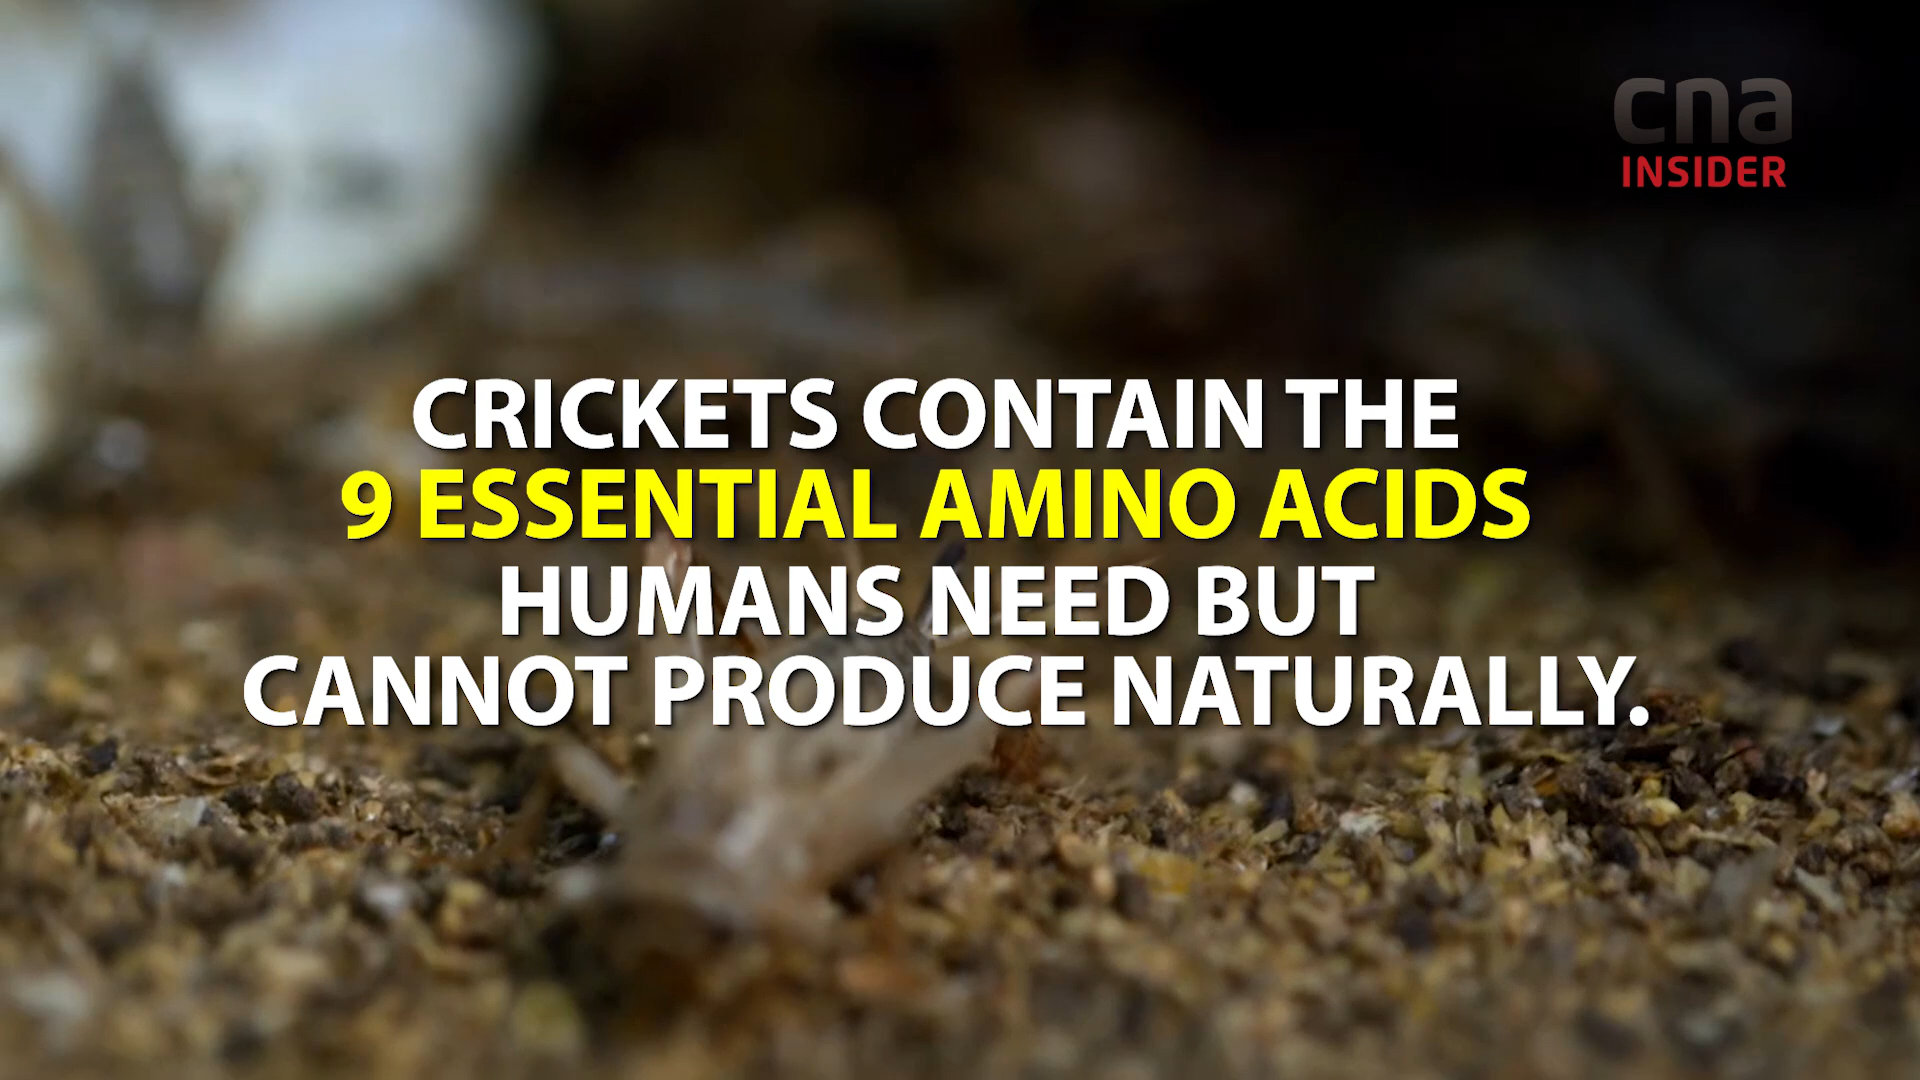 cna
INSIDER
CRICKETS CONTAIN THE
9 ESSENTIAL AMINO ACIDS
HUMANS NEED BUT
CANNOT PRODUCE NATURALLY.